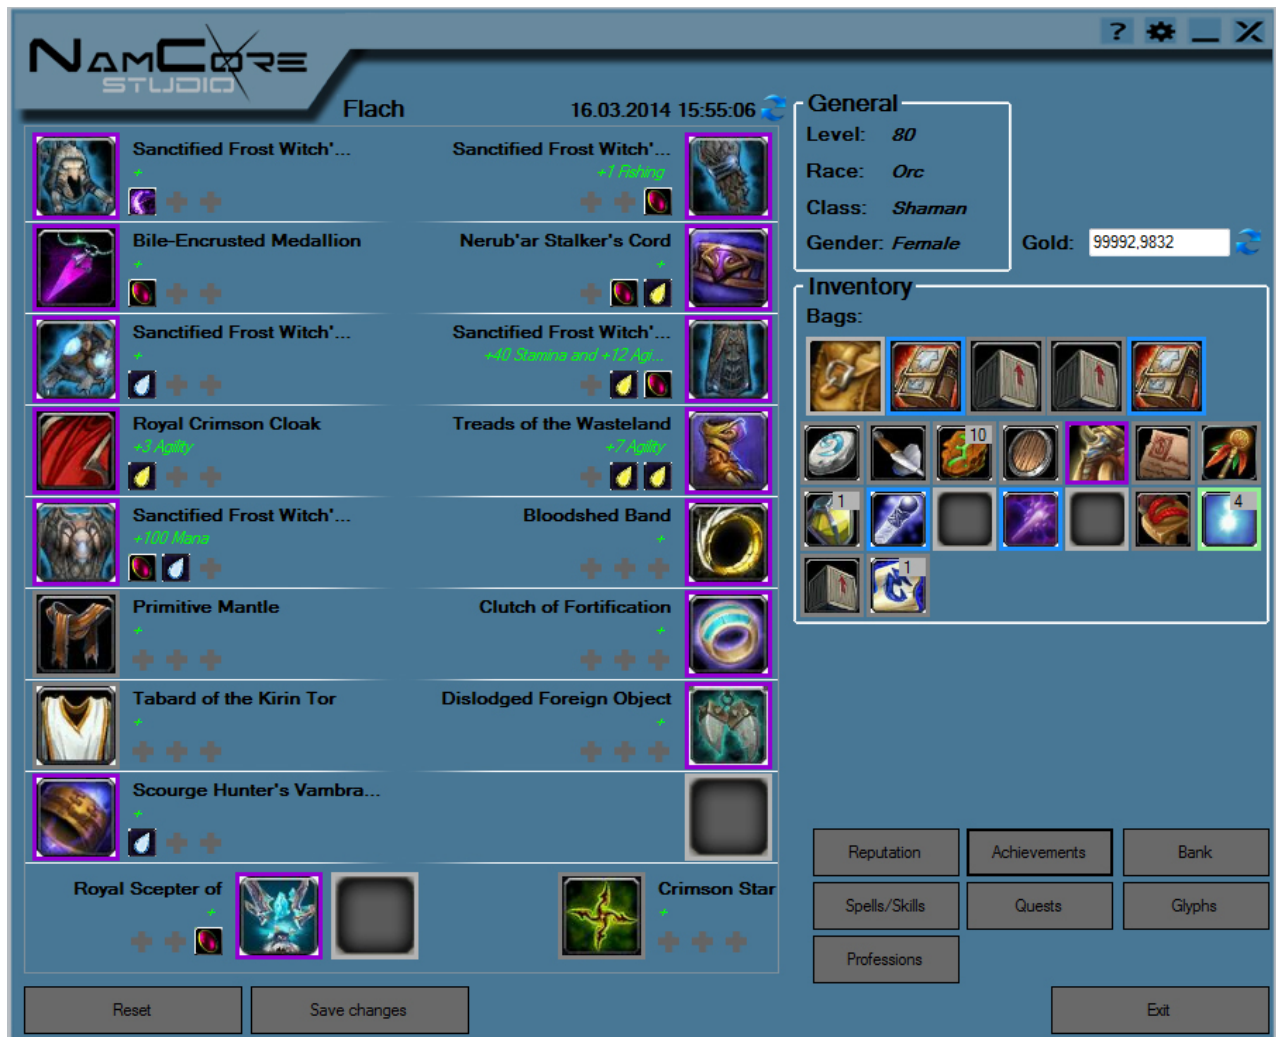 NAMCORE
STUDIO
?
Flach
16.03.2014 15:55:06
Sanctified Frost Witch'...
+
Sanctified Frost Witch'...
+1 Fishing
Bile-Encrusted Medallion
+
Nerub'ar Stalker's Cord
+
Sanctified Frost Witch'...
+
Sanctified Frost Witch'...
+40 Stamina and +12 Agi...
Royal Crimson Cloak
+3 Agility
Treads of the Wasteland
+7 Agility
Sanctified Frost Witch'...
+100 Mana
Bloodshed Band
+
Primitive Mantle
+
Clutch of Fortification
+
Tabard of the Kirin Tor
+
Dislodged Foreign Object
+
Scourge Hunter's Vambra...
+
Royal Scepter of
+
Crimson Star
+
Reset
Save changes
General
Level: 80
Race: Orc
Class: Shaman
Gender: Female
Gold: 99992,9832
Inventory
Bags:
10
1
4
1
Reputation
Achievements
Bank
Spells/Skills
Quests
Glyphs
Professions
Exit